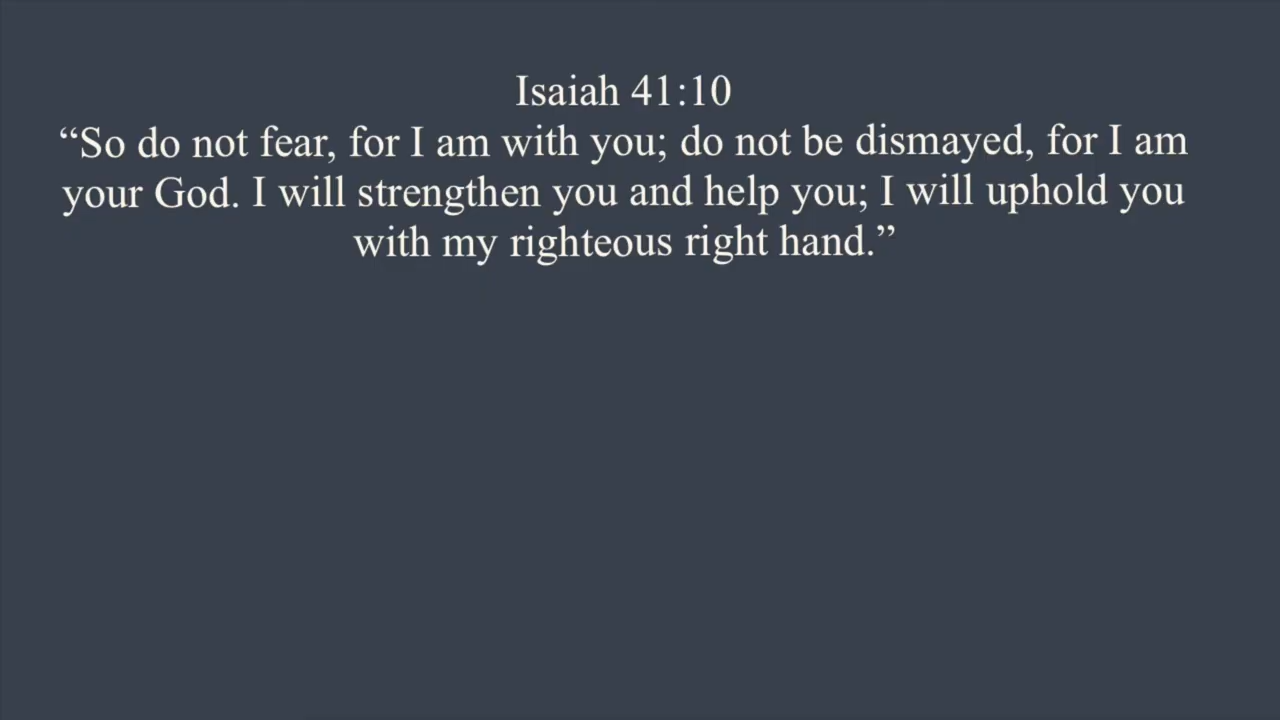 Isaiah 41:10
“So do not fear, for I am with you; do not be dismayed, for I am
your God. I will strengthen you and help you; I will uphold you
with my righteous right hand.”